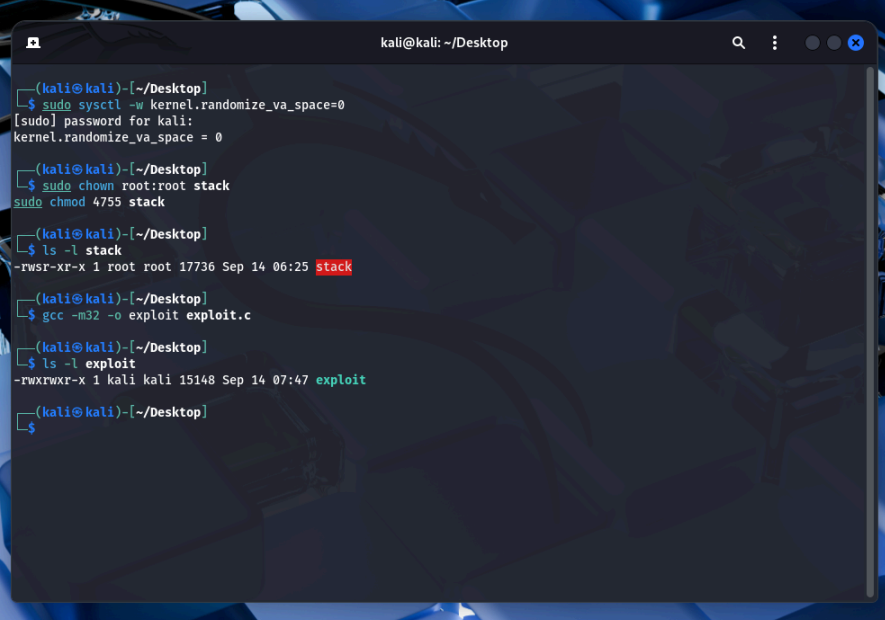 kali@kali: ~/Desktop
┌──(kali㉿kali)-[~/Desktop]
└─$ sudo sysctl -w kernel.randomize_va_space=0
[sudo] password for kali:
kernel.randomize_va_space = 0
┌──(kali㉿kali)-[~/Desktop]
└─$ sudo chown root:root stack
sudo chmod 4755 stack
┌──(kali㉿kali)-[~/Desktop]
└─$ ls -l stack
-rwsr-xr-x 1 root root 17736 Sep 14 06:25 stack
┌──(kali㉿kali)-[~/Desktop]
└─$ gcc -m32 -o exploit exploit.c
┌──(kali㉿kali)-[~/Desktop]
└─$ ls -l exploit
-rwxrwxr-x 1 kali kali 15148 Sep 14 07:47 exploit
┌──(kali㉿kali)-[~/Desktop]
└─$